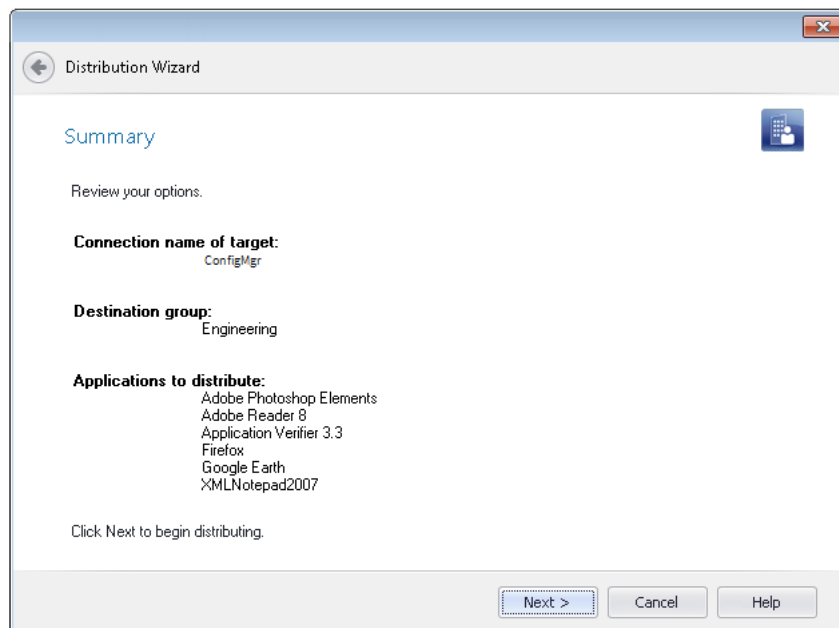 Distribution Wizard
Summary
Review your options.
Connection name of target:
ConfigMgr
Destination group:
Engineering
Applications to distribute:
Adobe Photoshop Elements
Adobe Reader 8
Application Verifier 3.3
Firefox
Google Earth
XMLNotepad2007
Click Next to begin distributing.
Next > Cancel Help